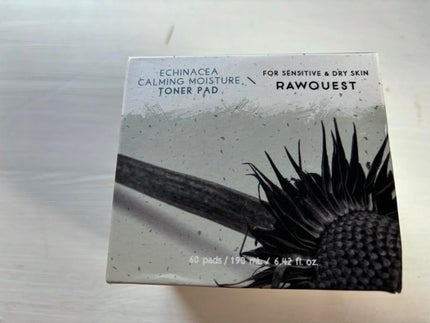 ECHINACEA
CALMING MOISTURE
TONER PAD
FOR SENSITIVE & DRY SKIN
RAWQUEST
60 pads / 190 mL / 6.42 fl. oz.